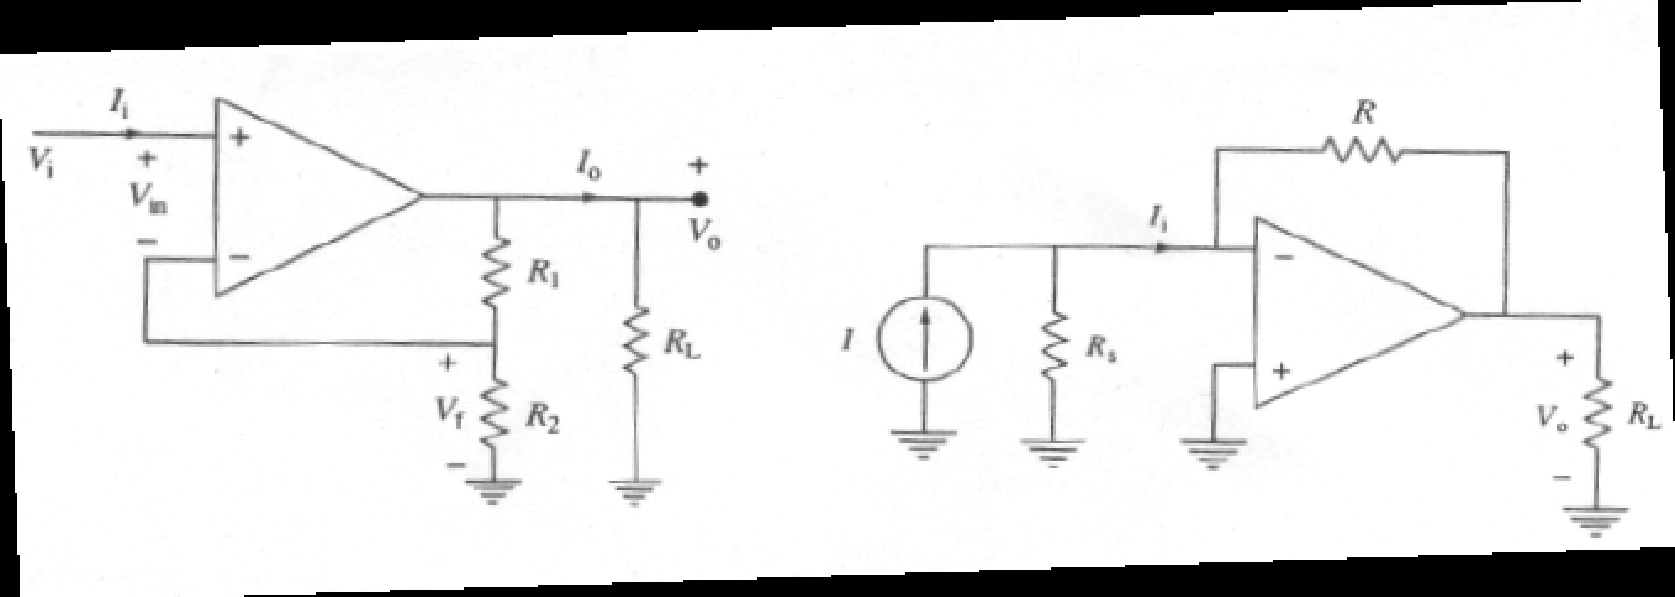 I_i
+
V_i
+
V_in
−
−
I_o
+
V_o
R_1
R_L
+
V_f
−
R_2
R
I_i
−
I
R_s
+
+
V_o
R_L
−